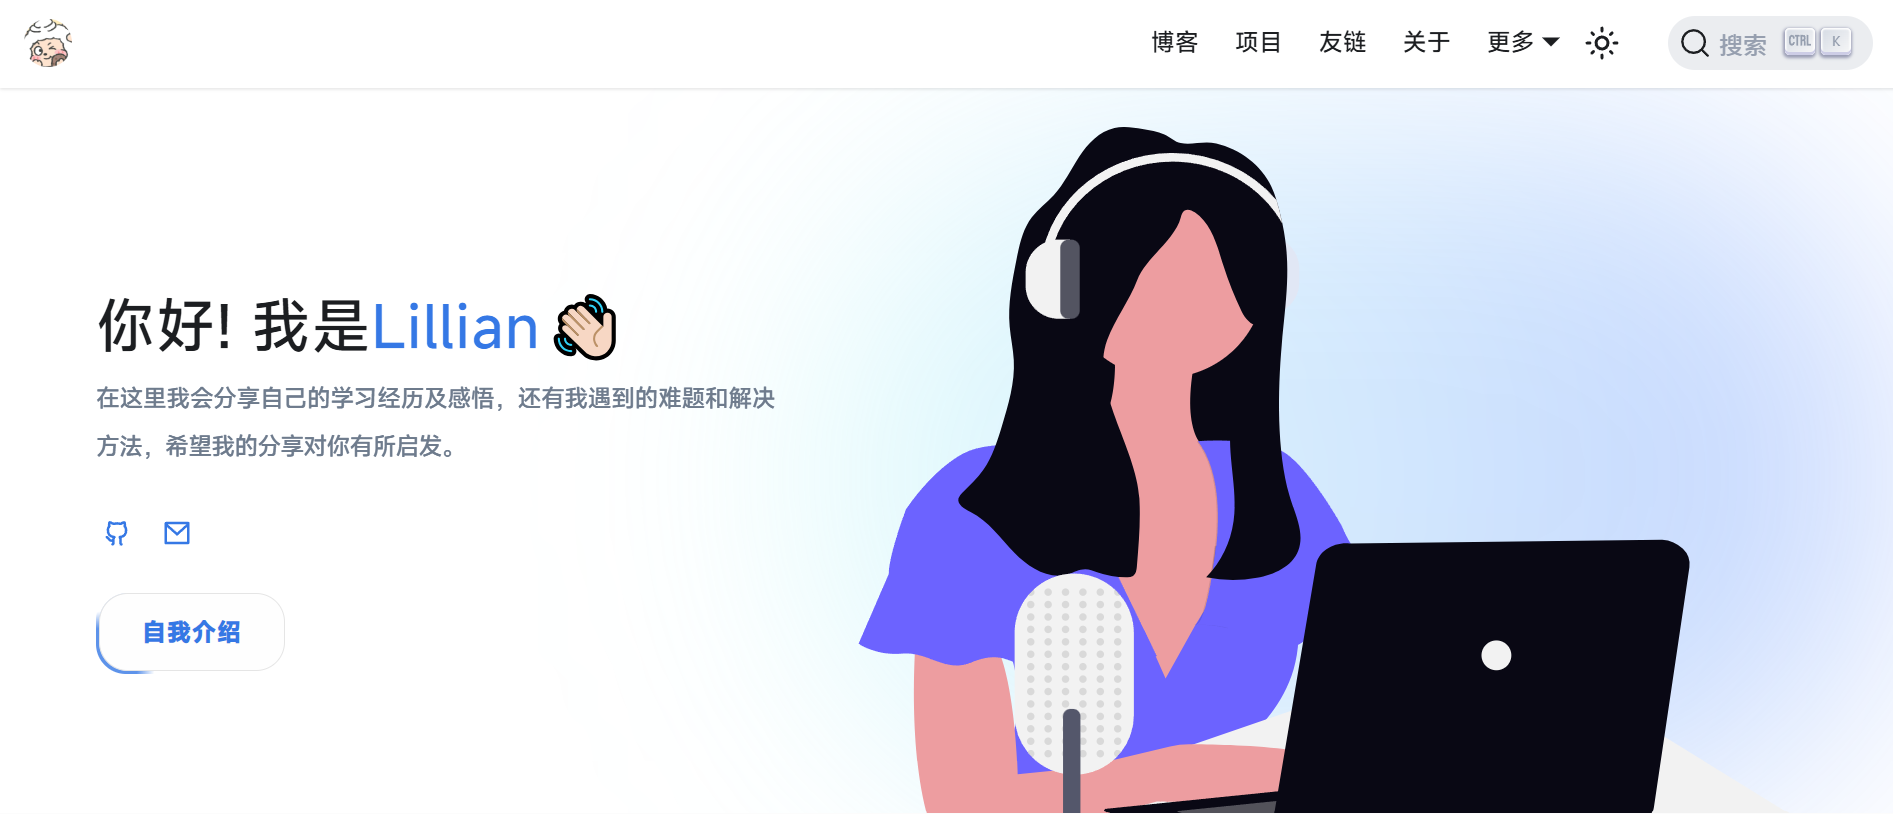 博客 项目 友链 关于 更多 搜索 CTRL K
你好! 我是Lillian
在这里我会分享自己的学习经历及感悟，还有我遇到的难题和解决
方法，希望我的分享对你有所启发。
自我介绍